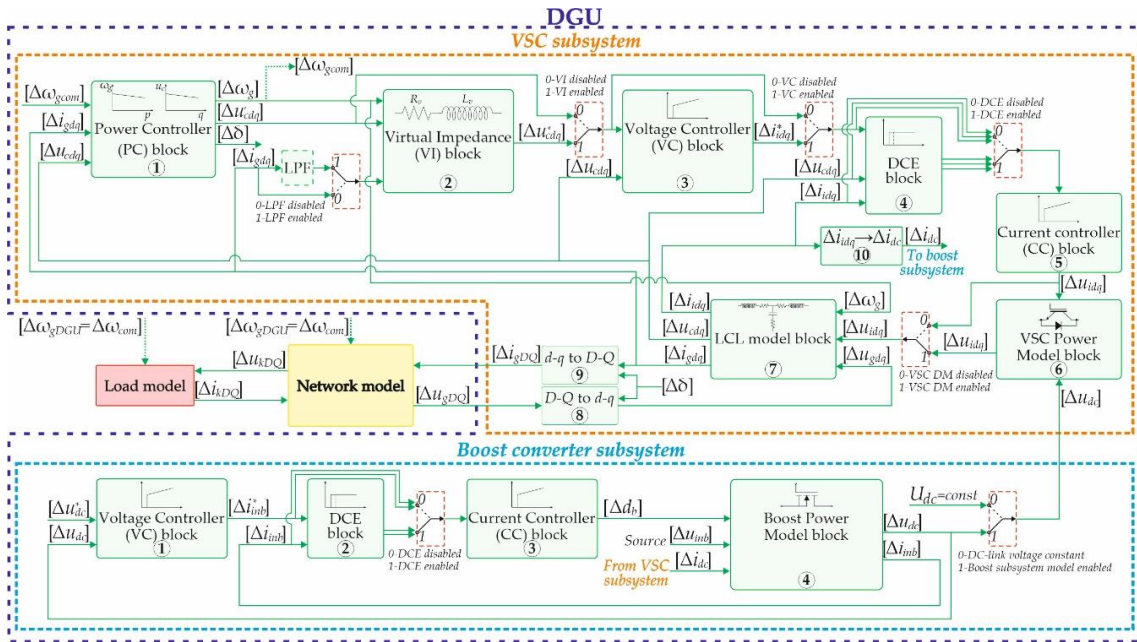 DGU
VSC subsystem
[Δω_gcom]
[Δω_gcom]
[Δi_gdq]
[Δu_cdq]
ω_g
p
u_c
q
Power Controller
(PC) block
①
[Δω_g]
[Δu_cdq]
[Δδ]
[Δi_gdq]
LPF
1
0
0-LPF disabled
1-LPF enabled
R_v
L_v
Virtual Impedance
(VI) block
②
[Δu*_cdq]
0-VI disabled
1-VI enabled
0
1
[Δu_cdq]
Voltage Controller
(VC) block
③
[Δi*_idq]
0-VC disabled
1-VC enabled
0
1
[Δu_cdq]
[Δi_idq]
DCE
block
④
0-DCE disabled
1-DCE enabled
0
1
Current controller
(CC) block
⑤
[Δu_idq]
Δi_idq→Δi_dc
⑩
[Δi_dc]
To boost
subsystem
VSC Power
Model block
⑥
[Δu_idq]
[Δu_dc]
0
1
0-VSC DM disabled
1-VSC DM enabled
[Δω_g]
[Δu_idq]
[Δu_gdq]
LCL model block
⑦
[Δi_idq]
[Δu_cdq]
[Δi_gdq]
d-q to D-Q
⑨
D-Q to d-q
⑧
[Δδ]
[Δi_gDQ]
[Δu_gDQ]
[Δω_gDGU=Δω_com]
[Δω_gDGU=Δω_com]
Load model
[Δu_kDQ]
[Δi_kDQ]
Network model
Boost converter subsystem
[Δu*_dc]
[Δu_dc]
Voltage Controller
(VC) block
①
[Δi*_inb]
[Δi_inb]
DCE
block
②
0
1
0-DCE disabled
1-DCE enabled
Current Controller
(CC) block
③
[Δd_b]
Source
[Δu_inb]
From VSC
subsystem
[Δi_dc]
Boost Power
Model block
④
[Δu_dc]
[Δi_inb]
U_dc=const
0
1
0-DC-link voltage constant
1-Boost subsystem model enabled